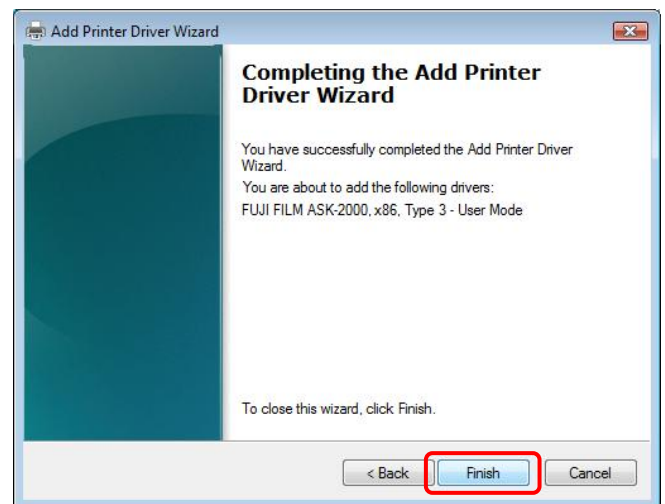 Add Printer Driver Wizard
Completing the Add Printer
Driver Wizard
You have successfully completed the Add Printer Driver
Wizard.
You are about to add the following drivers:
FUJI FILM ASK-2000, x86, Type 3 - User Mode
To close this wizard, click Finish.
< Back Finish Cancel